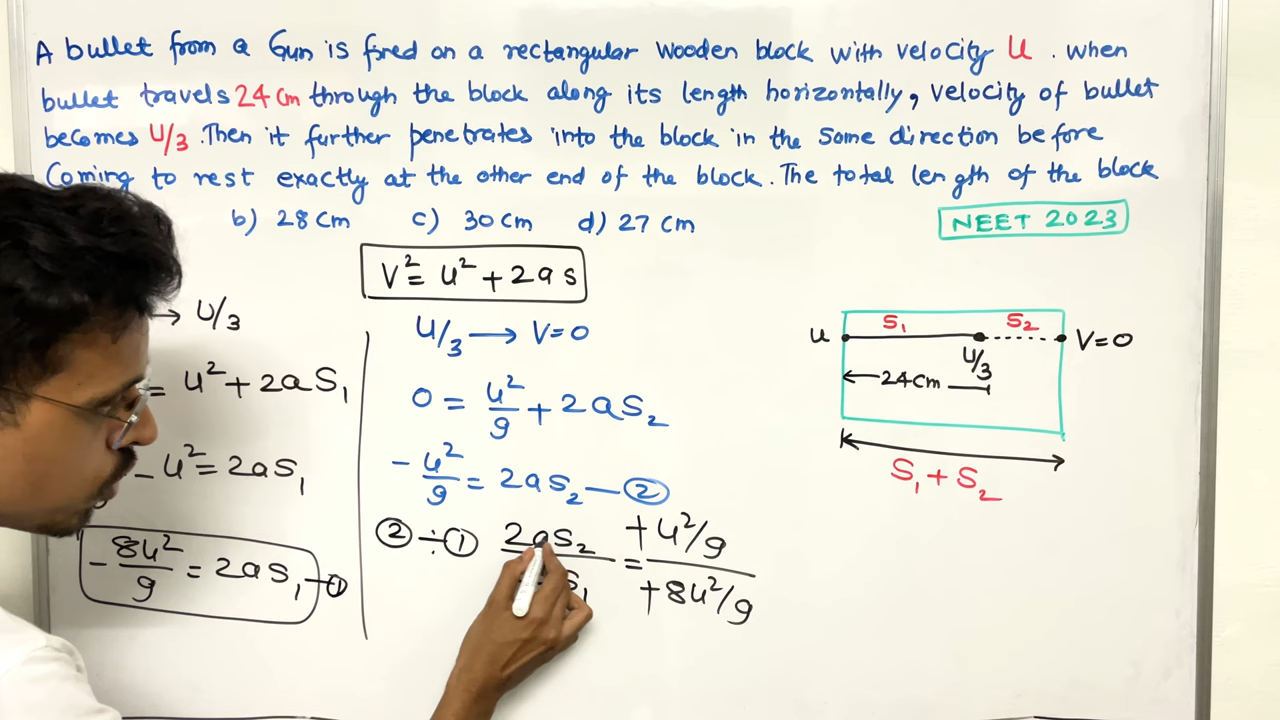 A bullet from a Gun is fired on a rectangular wooden block with velocity u. When
bullet travels 24 cm through the block along its length horizontally, velocity of bullet
becomes u/3. Then it further penetrates into the block in the same direction before
Coming to rest exactly at the other end of the block. The total length of the block
b) 28 cm c) 30 cm d) 27 cm
NEET 2023
V² = u² + 2as
→ u/3
= u² + 2aS₁
- u² = 2aS₁
-8u²/9 = 2aS₁ -①
u/3 → V=0
0 = u²/9 + 2aS₂
-u²/9 = 2aS₂ -②
② ÷ ① 2aS₂ / S₁ = +u²/9 / +8u²/9
S₁ S₂
u u/3 V=0
24cm
S₁ + S₂